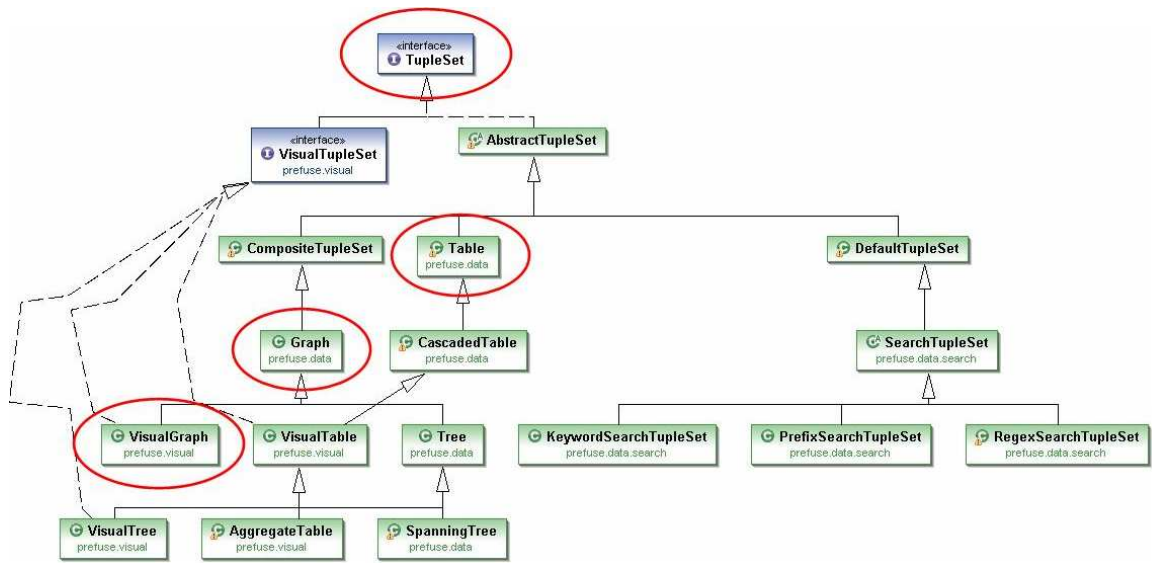 «interface»
TupleSet
«interface»
VisualTupleSet
prefuse.visual
AbstractTupleSet
CompositeTupleSet
Table
prefuse.data
DefaultTupleSet
Graph
prefuse.data
CascadedTable
prefuse.data
SearchTupleSet
prefuse.data.search
VisualGraph
prefuse.visual
VisualTable
prefuse.visual
Tree
prefuse.data
KeywordSearchTupleSet
prefuse.data.search
PrefixSearchTupleSet
prefuse.data.search
RegexSearchTupleSet
prefuse.data.search
VisualTree
prefuse.visual
AggregateTable
prefuse.visual
SpanningTree
prefuse.data